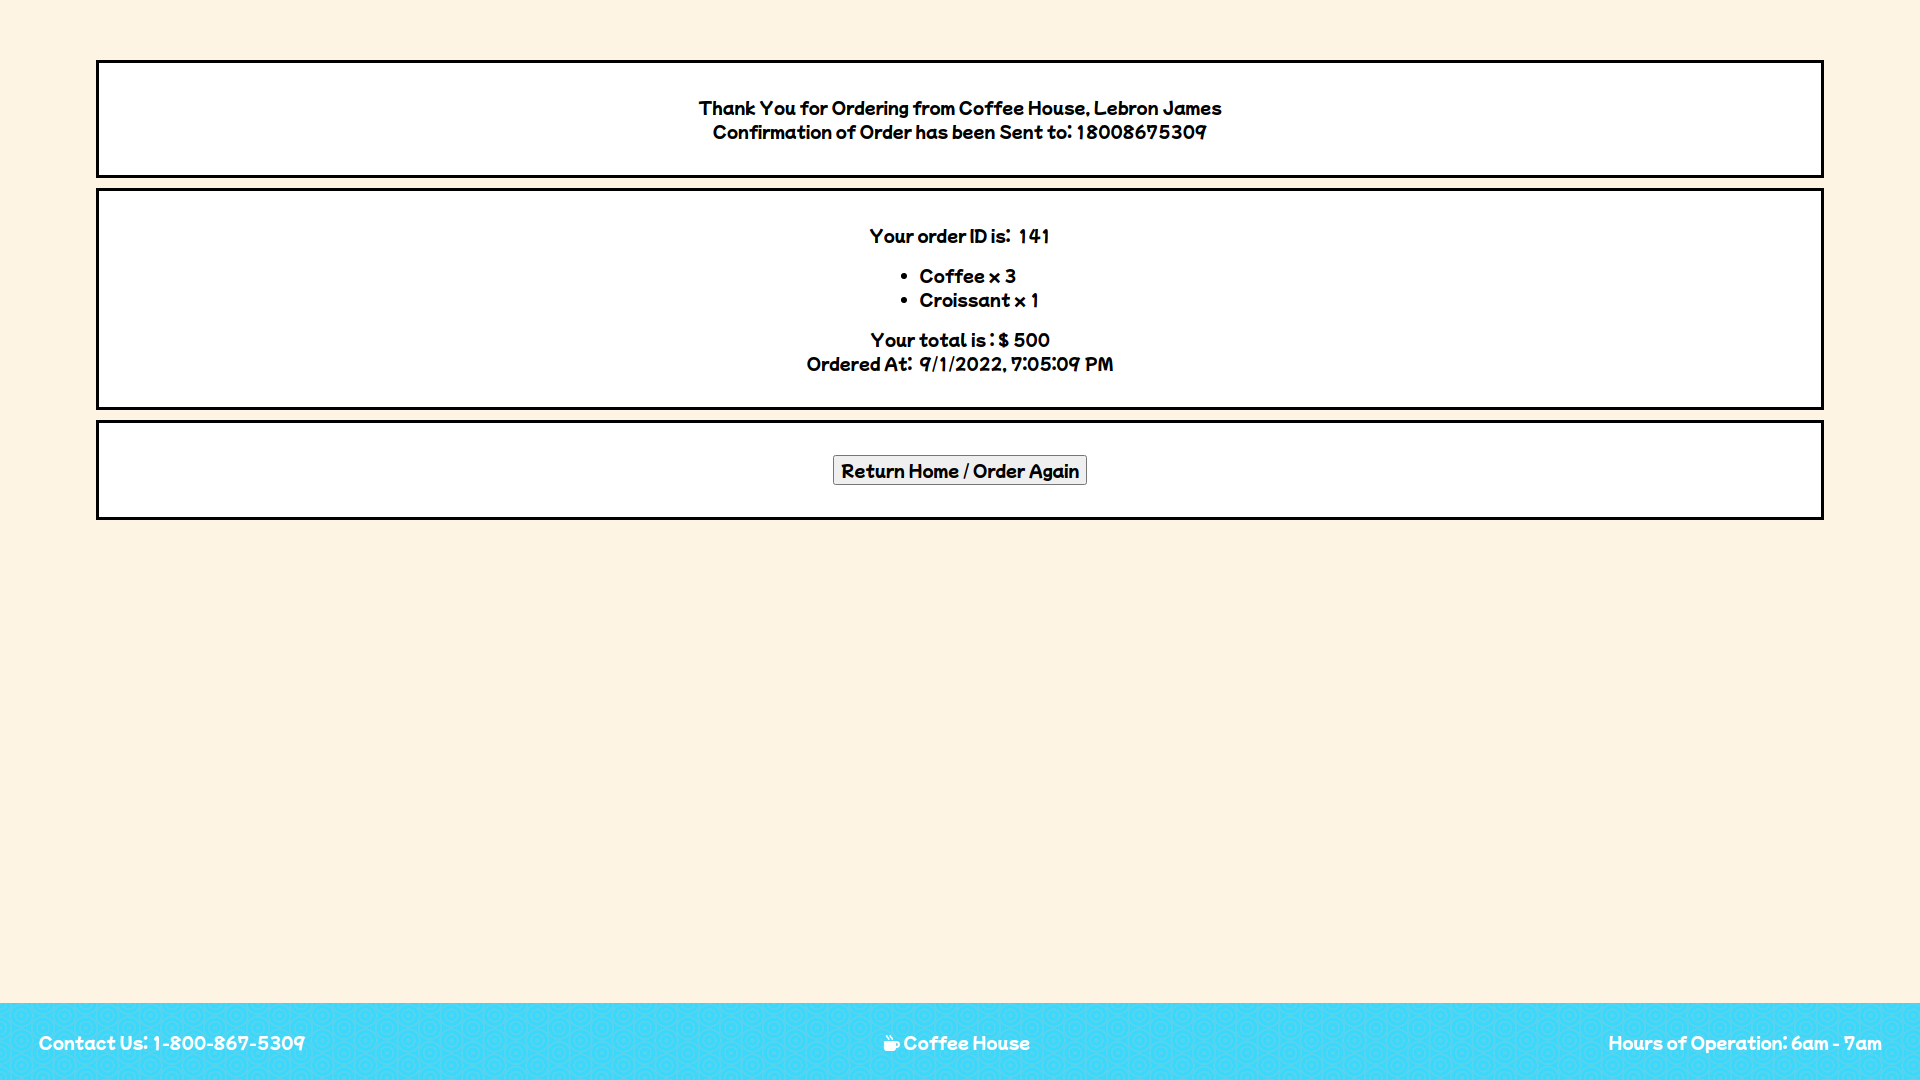 Thank You for Ordering from Coffee House, Lebron James
Confirmation of Order has been Sent to: 18008675309
Your order ID is: 141
• Coffee x 3
• Croissant x 1
Your total is : $ 500
Ordered At: 9/1/2022, 7:05:09 PM
Return Home / Order Again
Contact Us: 1-800-867-5309
Coffee House
Hours of Operation: 6am - 7am